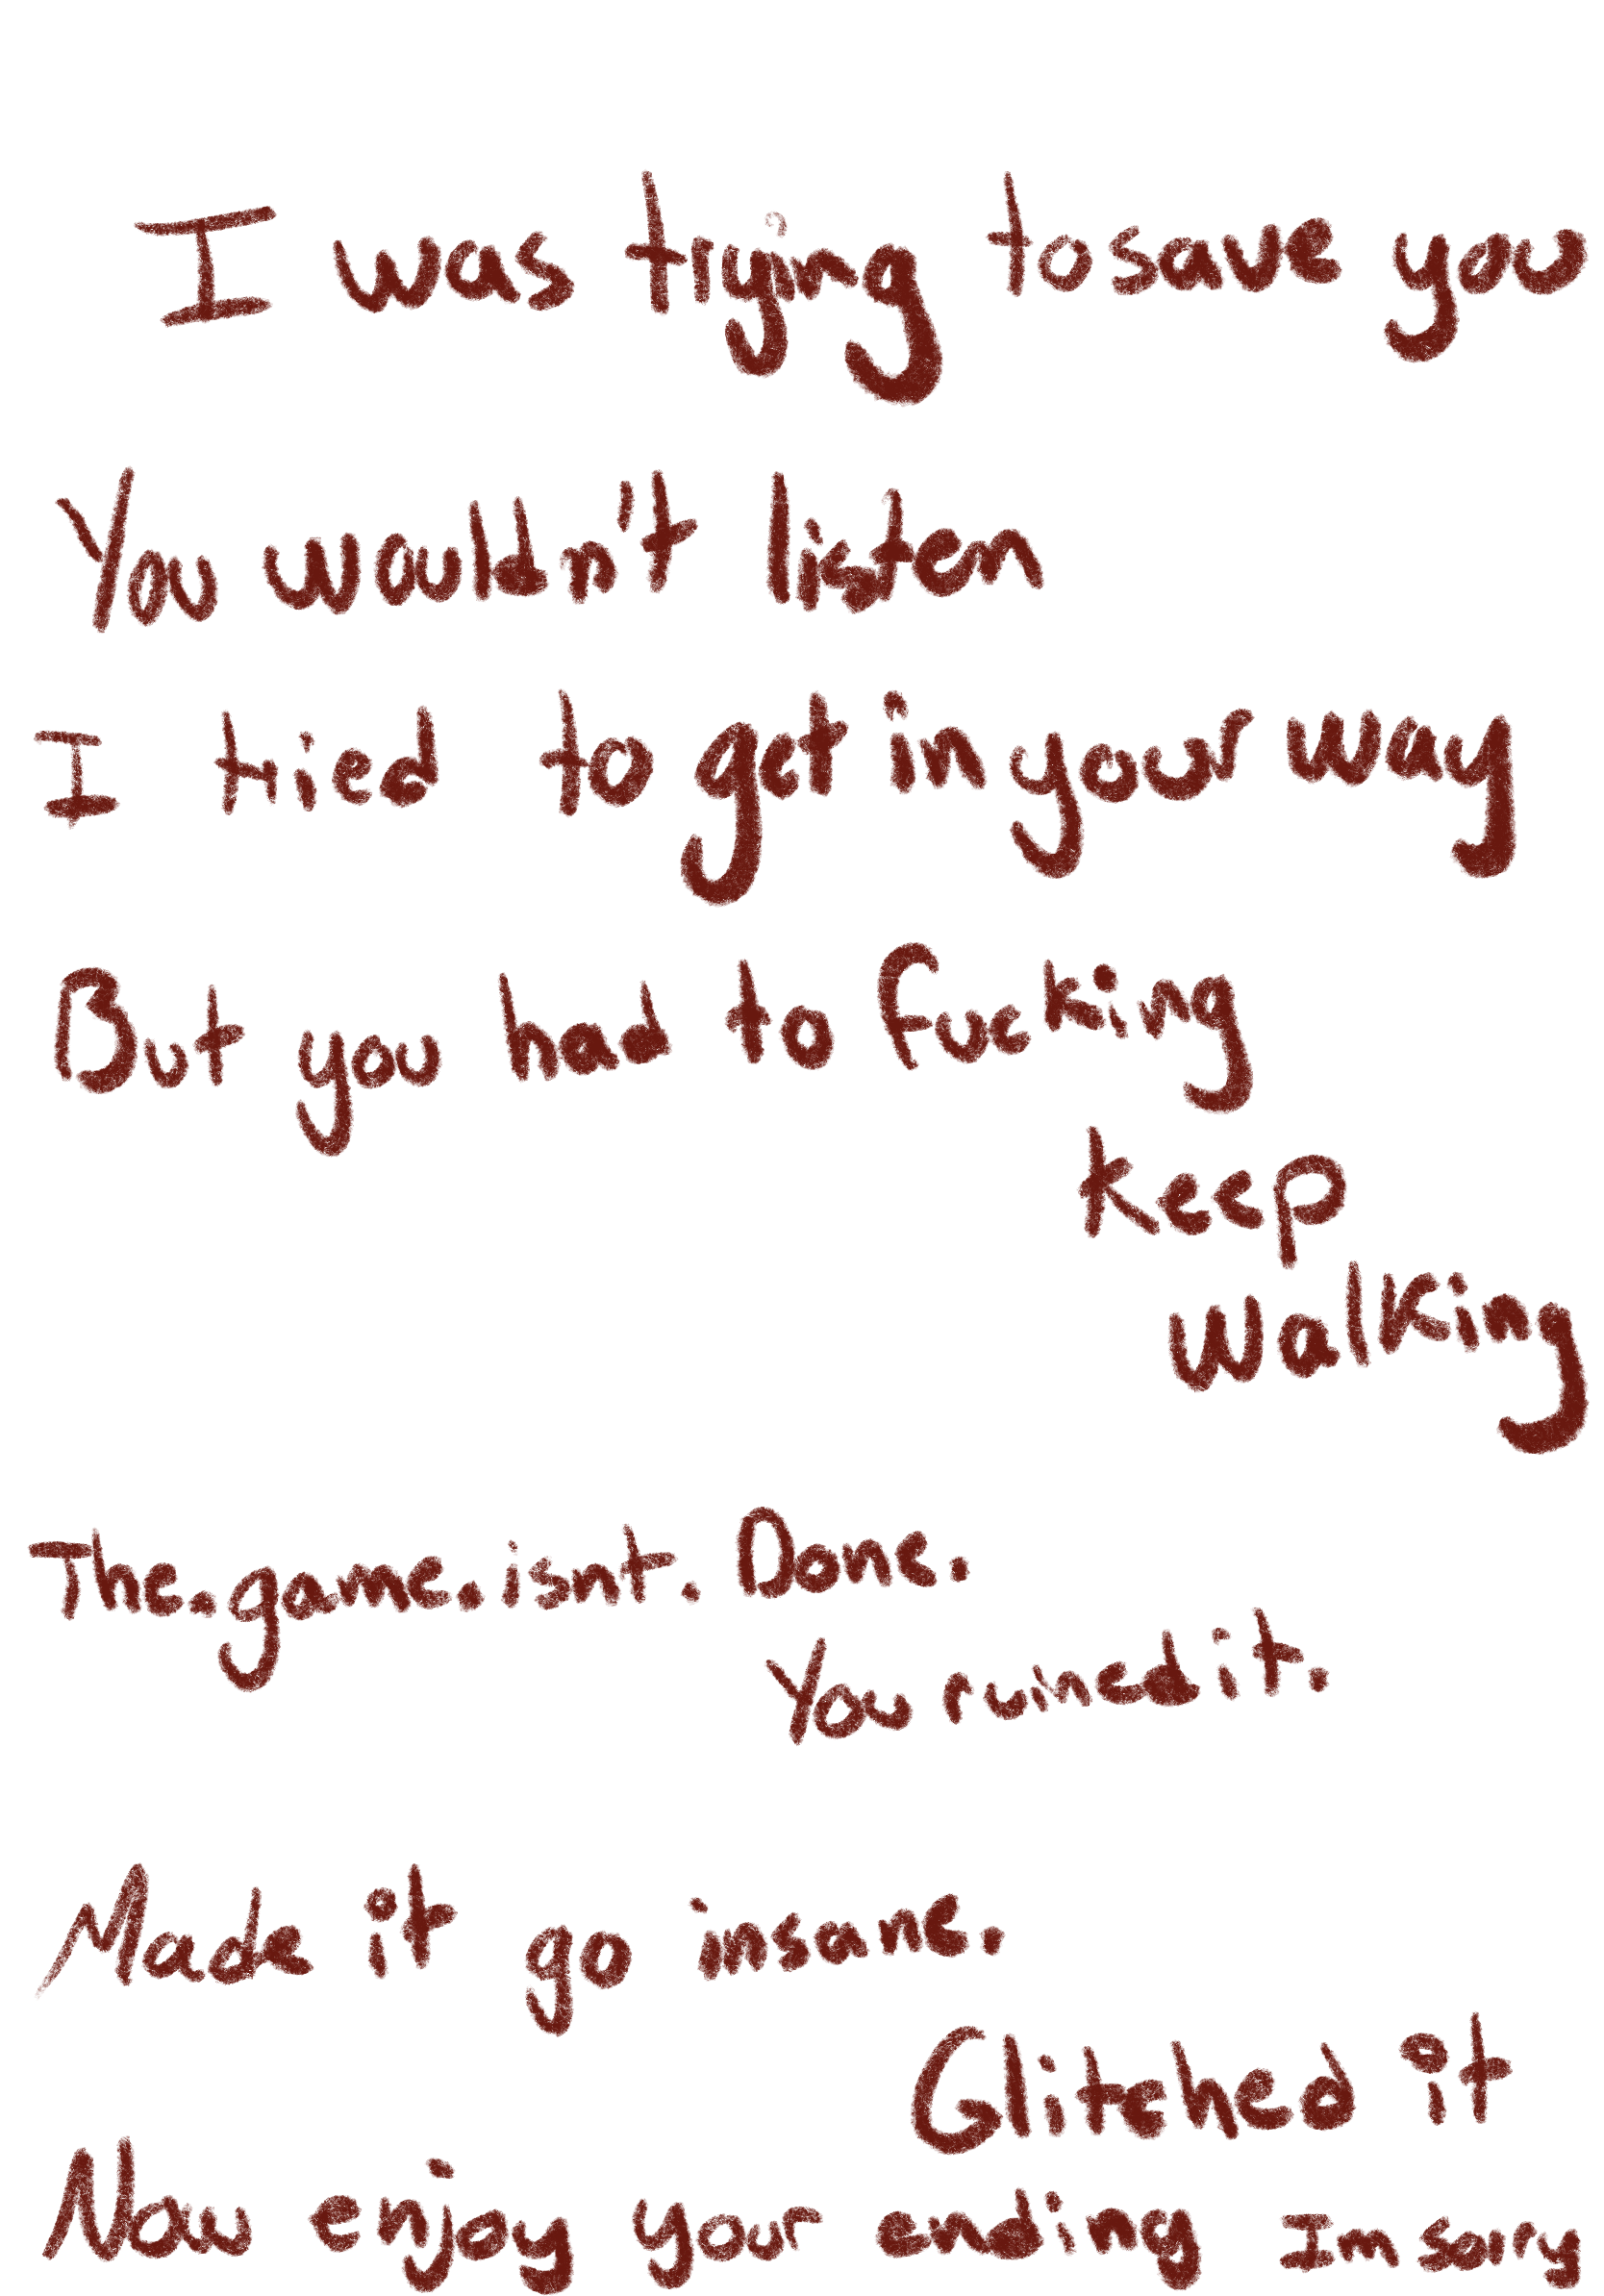 I was trying to save you
You wouldn't listen
I tried to get in your way
But you had to fucking
keep
walking
The. game. isnt. Done.
You ruined it.
Made it go insane.
Glitched it
Now enjoy your ending Im sorry